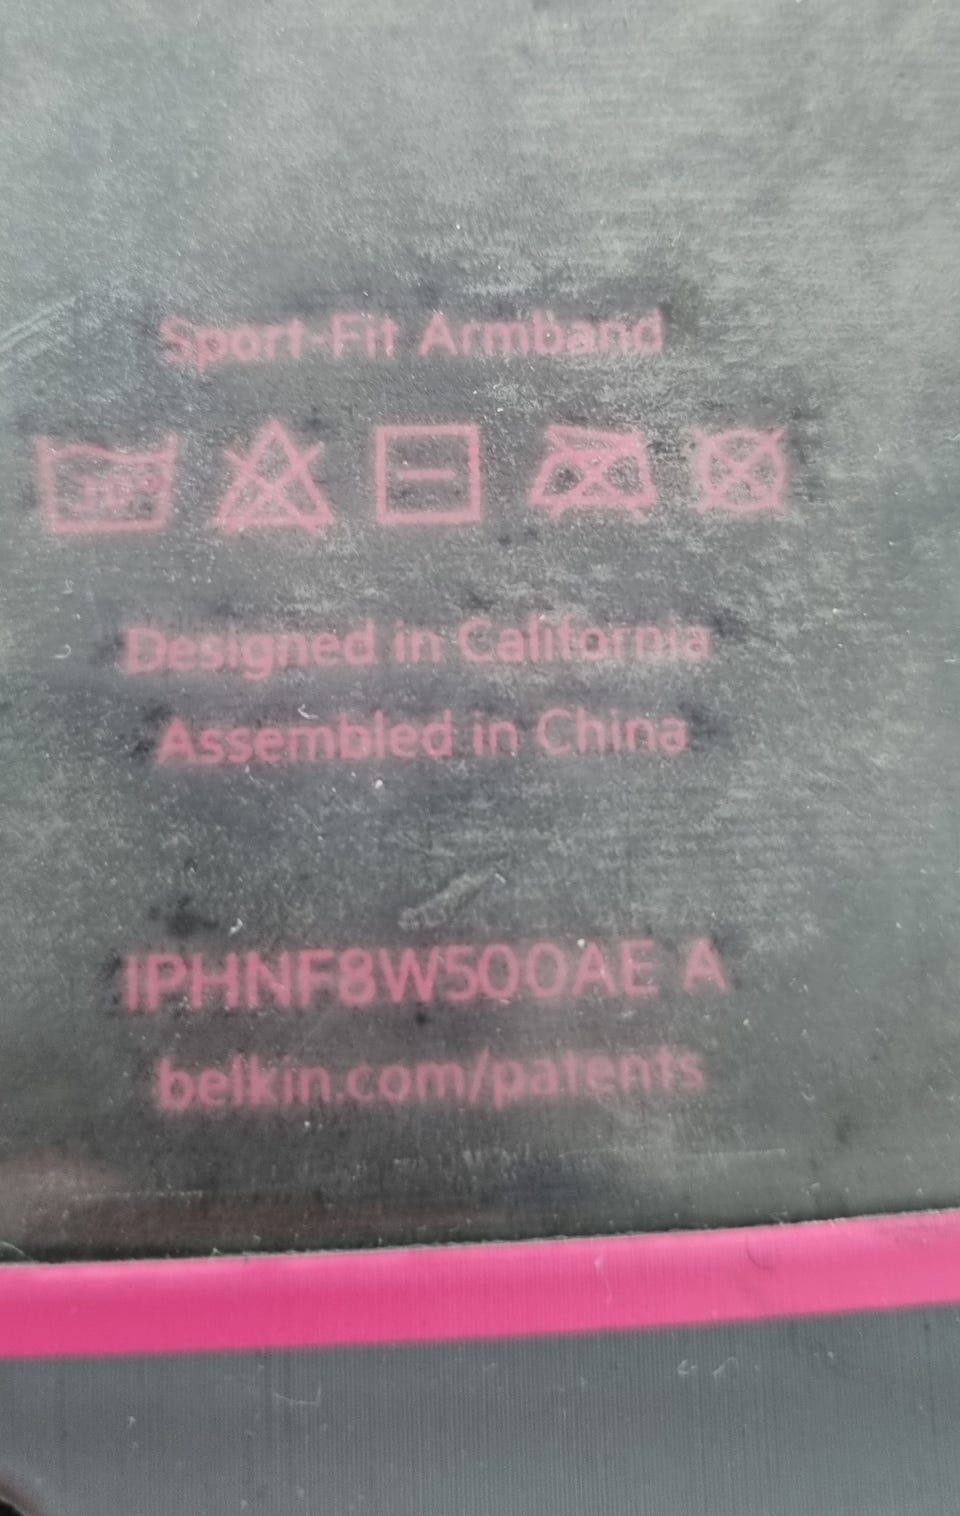 Sport-Fit Armband
Designed in California
Assembled in China
IPHNF8W500AE A
belkin.com/patents